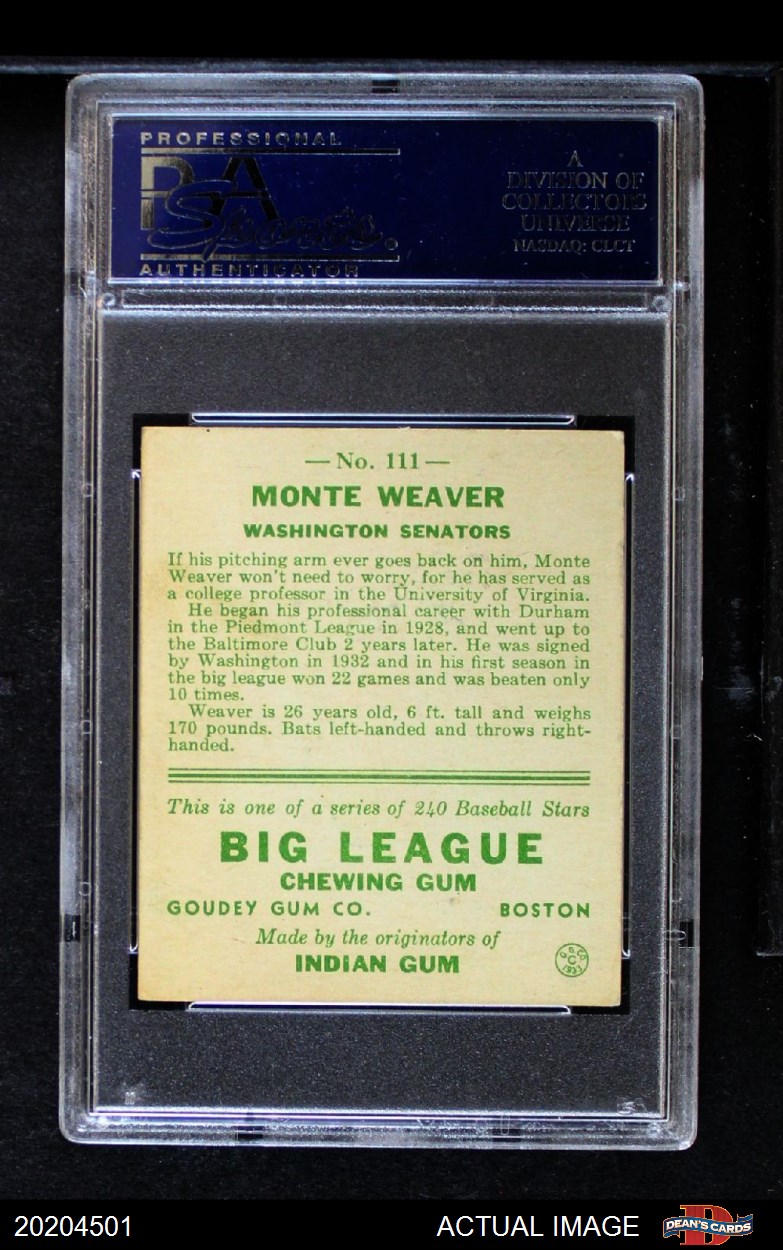 PROFESSIONAL
PSA
Sports
AUTHENTICATOR
A
DIVISION OF
COLLECTORS
UNIVERSE
NASDAQ: CLCT
— No. 111 —
MONTE WEAVER
WASHINGTON SENATORS
If his pitching arm ever goes back on him, Monte
Weaver won't need to worry, for he has served as
a college professor in the University of Virginia.
He began his professional career with Durham
in the Piedmont League in 1928, and went up to
the Baltimore Club 2 years later. He was signed
by Washington in 1932 and in his first season in
the big league won 22 games and was beaten only
10 times.
Weaver is 26 years old, 6 ft. tall and weighs
170 pounds. Bats left-handed and throws right-
handed.
This is one of a series of 240 Baseball Stars
BIG LEAGUE
CHEWING GUM
GOUDEY GUM CO. BOSTON
Made by the originators of
INDIAN GUM
G. G. CO.
C
1933
20204501 ACTUAL IMAGE DEAN'S CARDS